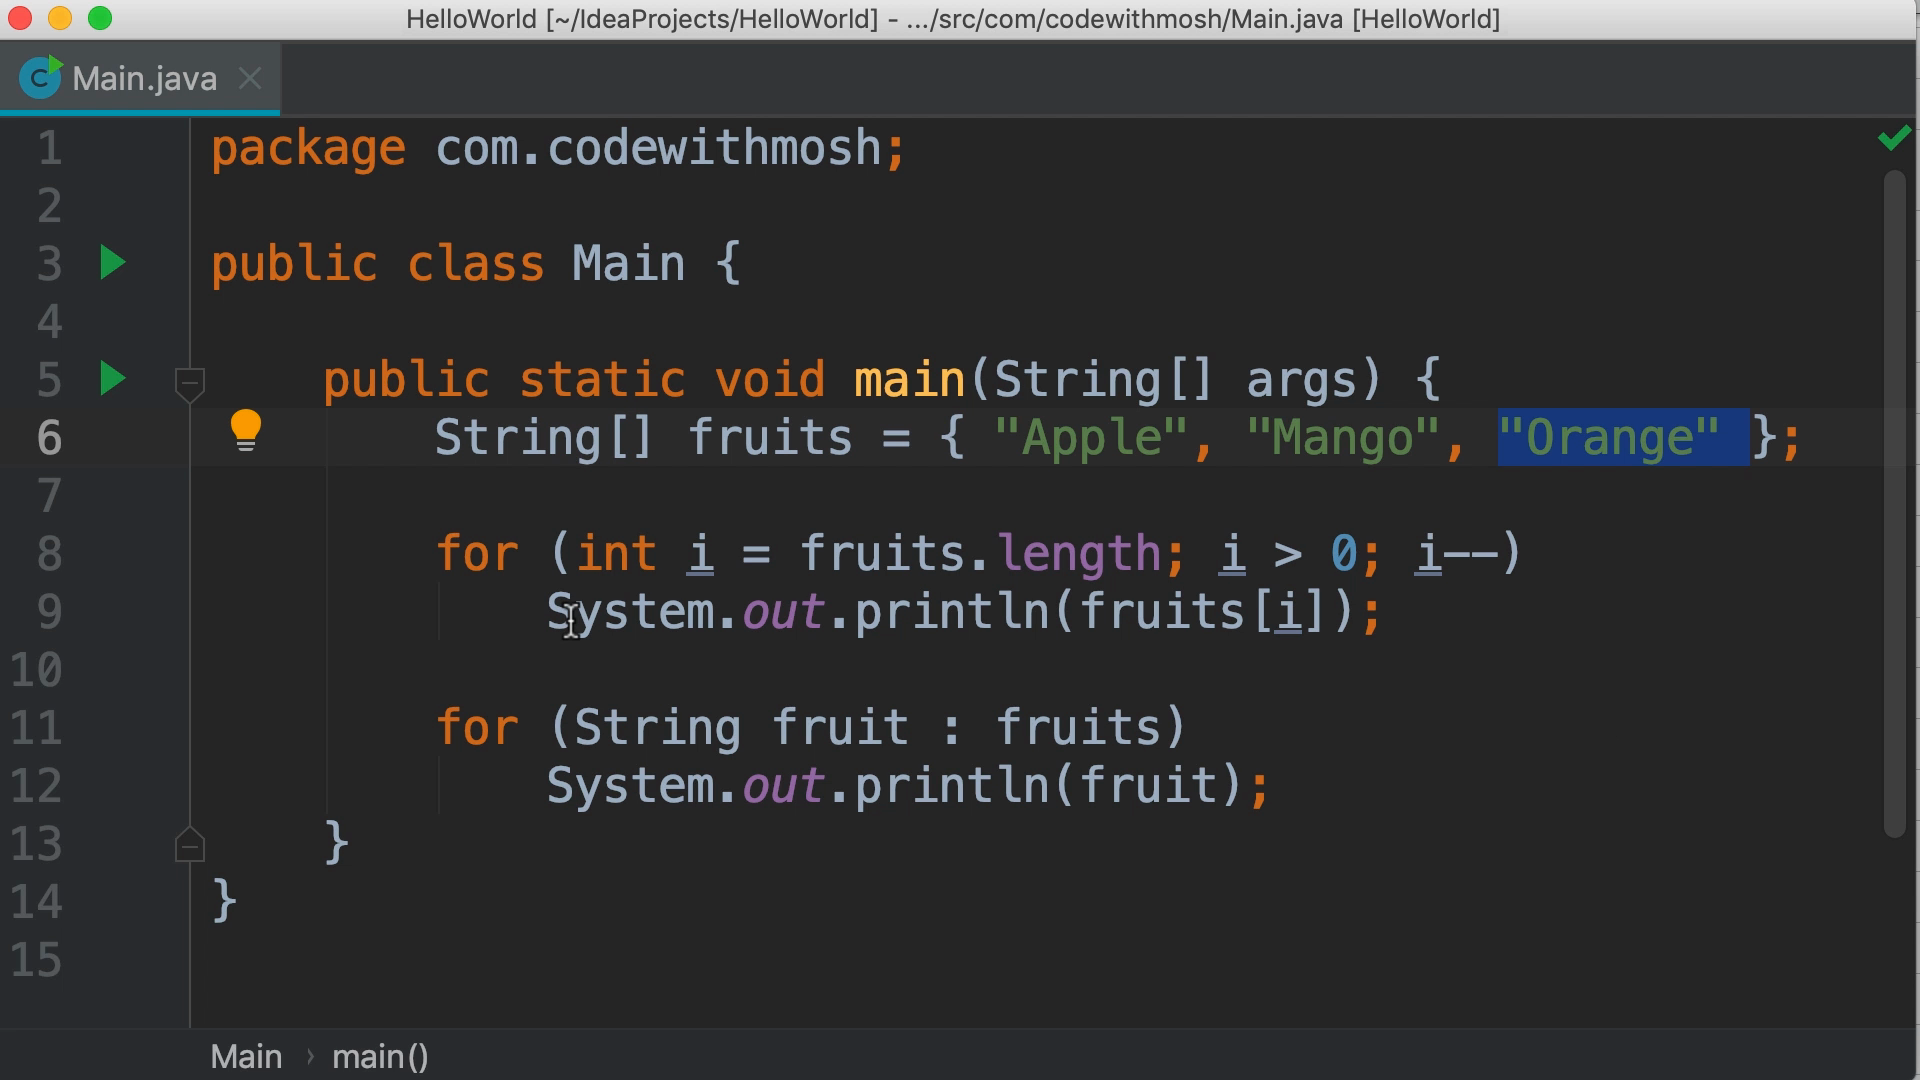 HelloWorld [~/IdeaProjects/HelloWorld] - .../src/com/codewithmosh/Main.java [HelloWorld]
C Main.java
1 package com.codewithmosh;
2
3 public class Main {
4
5 public static void main(String[] args) {
6 String[] fruits = { "Apple", "Mango", "Orange" };
7
8 for (int i = fruits.length; i > 0; i--)
9 System.out.println(fruits[i]);
10
11 for (String fruit : fruits)
12 System.out.println(fruit);
13 }
14 }
15
Main › main()